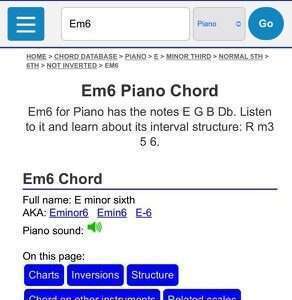 Em6
Piano
Go
HOME > CHORD DATABASE > PIANO > E > MINOR THIRD > NORMAL 5TH >
6TH > NOT INVERTED > EM6
Em6 Piano Chord
Em6 for Piano has the notes E G B Db. Listen
to it and learn about its interval structure: R m3
5 6.
Em6 Chord
Full name: E minor sixth
AKA: Eminor6 Emin6 E-6
Piano sound:
On this page:
Charts Inversions Structure
Chord on other instruments Related scales